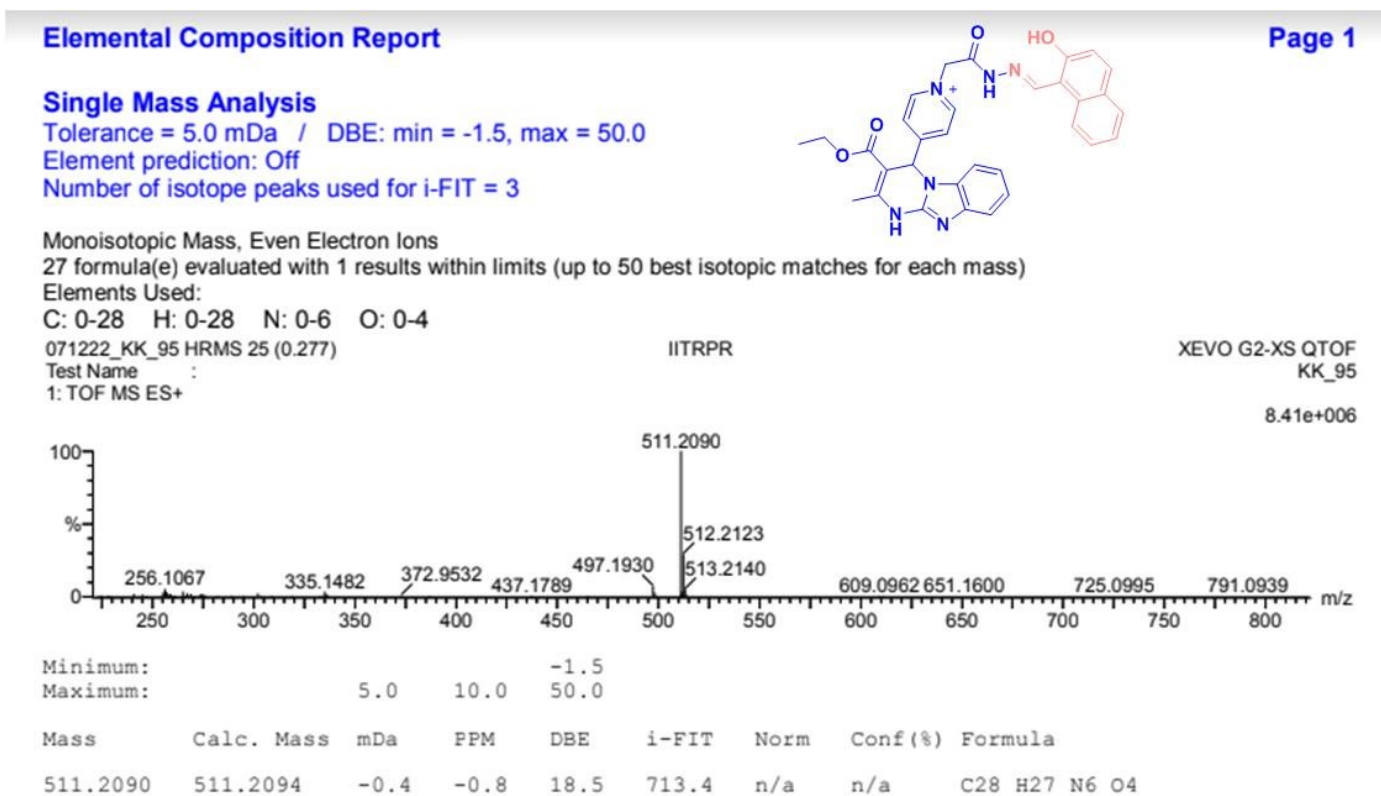 Elemental Composition Report
Page 1
Single Mass Analysis
Tolerance = 5.0 mDa / DBE: min = -1.5, max = 50.0
Element prediction: Off
Number of isotope peaks used for i-FIT = 3
O
HO
N
+
N
H
N
O
O
N
N
H
N
Monoisotopic Mass, Even Electron Ions
27 formula(e) evaluated with 1 results within limits (up to 50 best isotopic matches for each mass)
Elements Used:
C: 0-28 H: 0-28 N: 0-6 O: 0-4
071222_KK_95 HRMS 25 (0.277) IITRPR XEVO G2-XS QTOF
Test Name : KK_95
1: TOF MS ES+
8.41e+006
511.2090
100
%
512.2123
497.1930
513.2140
256.1067 335.1482 372.9532 437.1789 609.0962 651.1600 725.0995 791.0939
0
m/z
250 300 350 400 450 500 550 600 650 700 750 800
Minimum: -1.5
Maximum: 5.0 10.0 50.0
Mass Calc. Mass mDa PPM DBE i-FIT Norm Conf(%) Formula
511.2090 511.2094 -0.4 -0.8 18.5 713.4 n/a n/a C28 H27 N6 O4